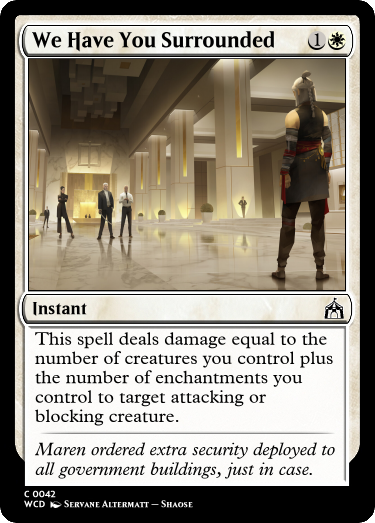 We Have You Surrounded 1
Instant
This spell deals damage equal to the
number of creatures you control plus
the number of enchantments you
control to target attacking or
blocking creature.
Maren ordered extra security deployed to
all government buildings, just in case.
C 0042
WCD Servane Altermatt — Shaose